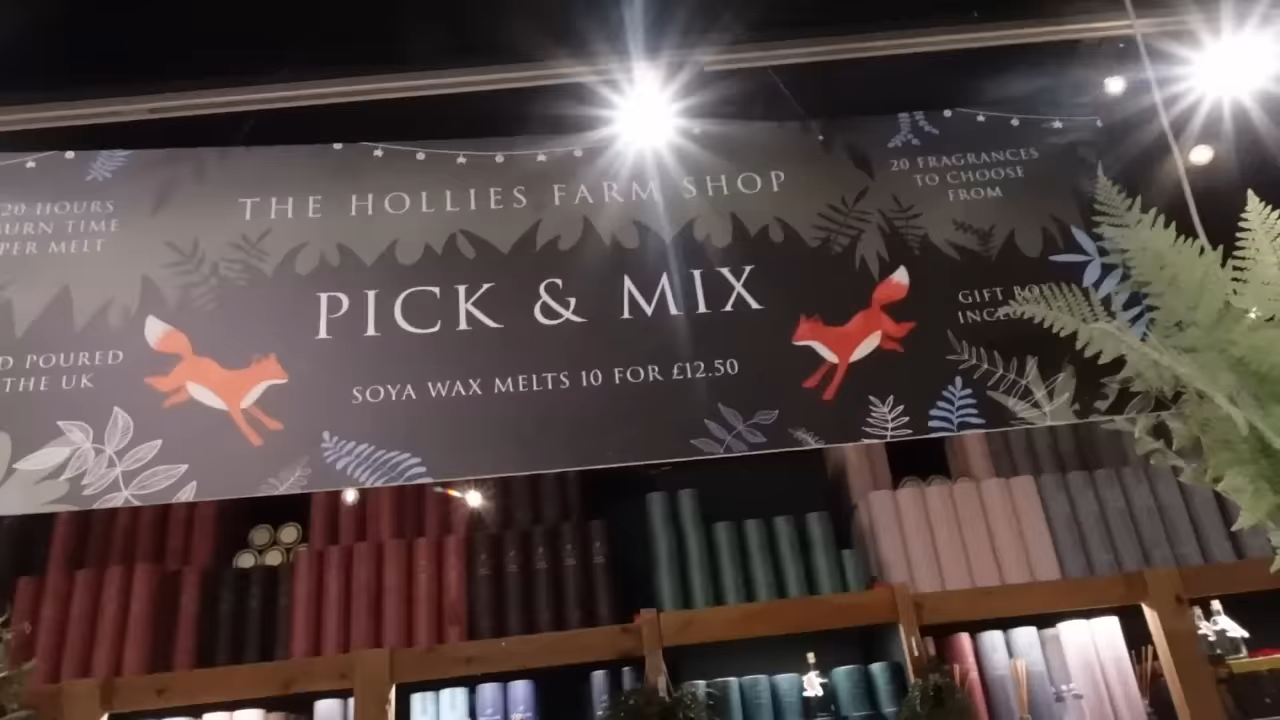 20 HOURS
BURN TIME
PER MELT
D POURED
THE UK
THE HOLLIES FARM SHOP
PICK & MIX
SOYA WAX MELTS 10 FOR £12.50
20 FRAGRANCES
TO CHOOSE
FROM
GIFT BOX